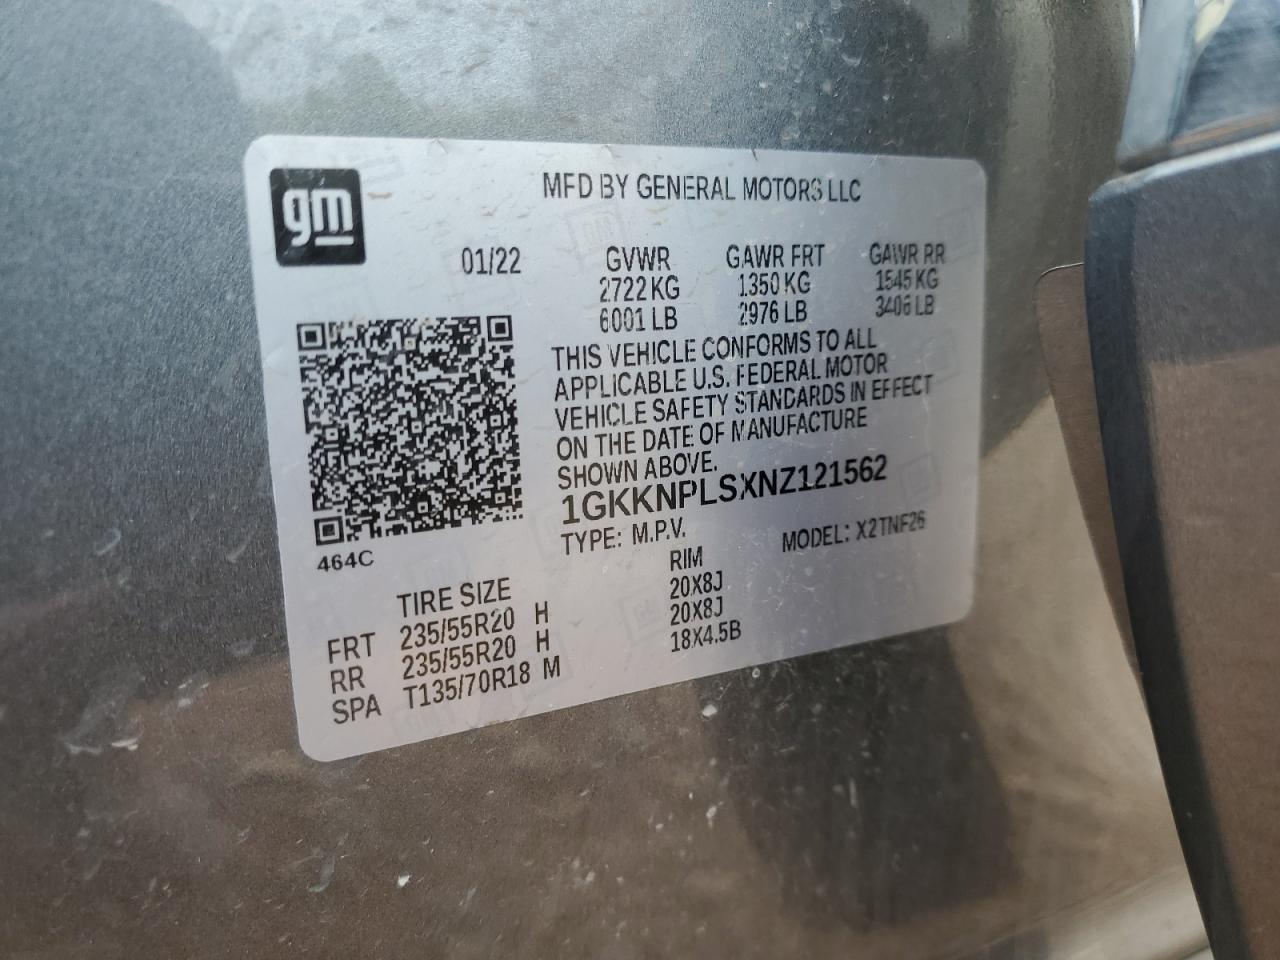 gm
MFD BY GENERAL MOTORS LLC
01/22 GVWR GAWR FRT GAWR RR
2722 KG 1350 KG 1545 KG
6001 LB 2976 LB 3406 LB
THIS VEHICLE CONFORMS TO ALL
APPLICABLE U.S. FEDERAL MOTOR
VEHICLE SAFETY STANDARDS IN EFFECT
ON THE DATE OF MANUFACTURE
SHOWN ABOVE.
1GKKNPLSXNZ121562
464C
TYPE: M.P.V. MODEL: X2TNF26
TIRE SIZE RIM
FRT 235/55R20 H 20X8J
RR 235/55R20 H 20X8J
SPA T135/70R18 M 18X4.5B